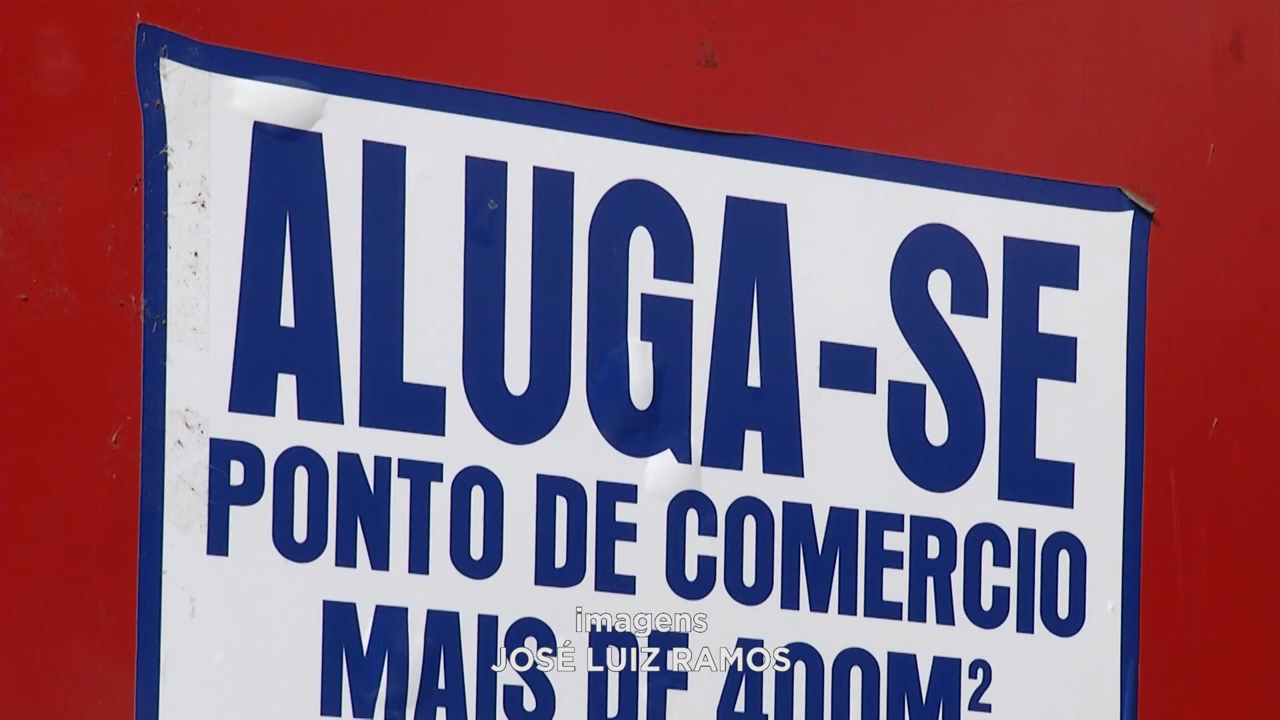 ALUGA-SE
PONTO DE COMERCIO
MAIS DE 400M²
imagens
JOSÉ LUIZ RAMOS